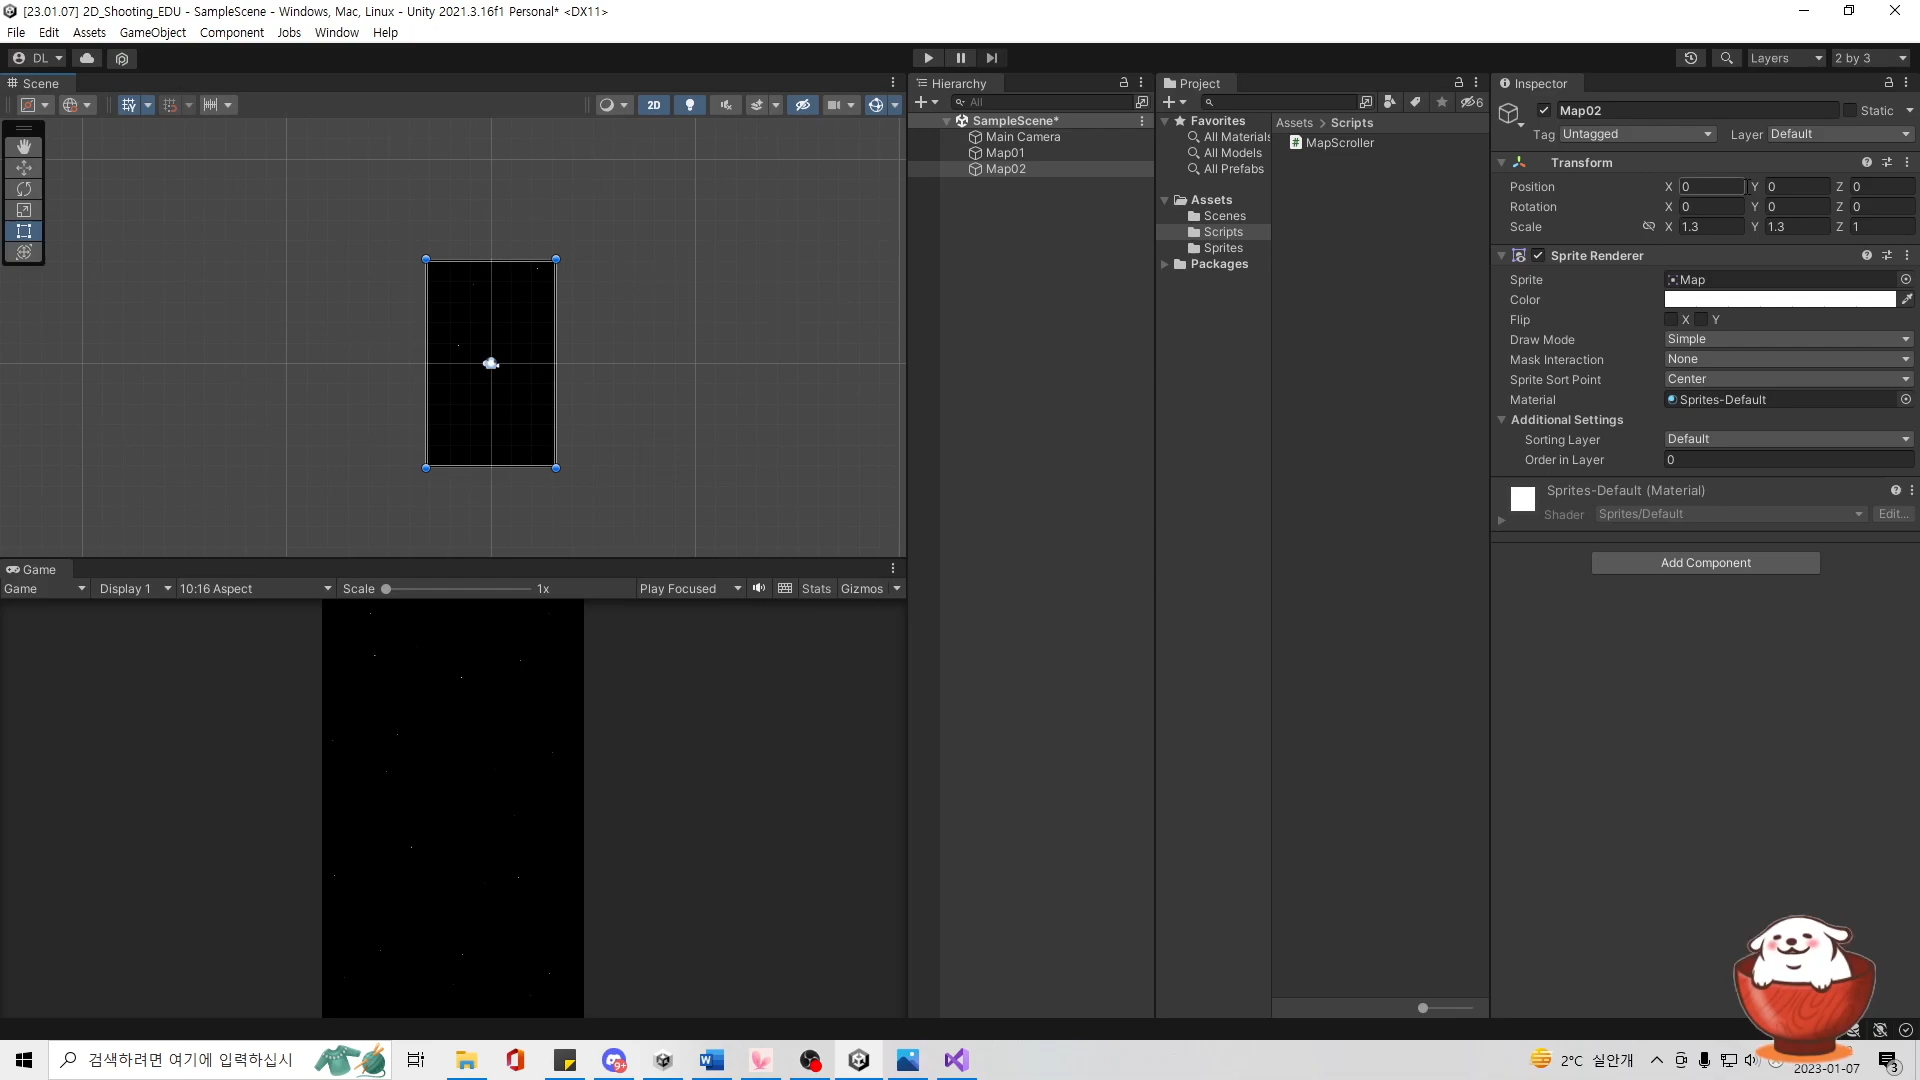 [23.01.07] 2D_Shooting_EDU - SampleScene - Windows, Mac, Linux - Unity 2021.3.16f1 Personal* <DX11>
File Edit Assets GameObject Component Jobs Window Help
DL
Layers
2 by 3
Scene
2D
Game
Game Display 1 10:16 Aspect Scale 1x Play Focused Stats Gizmos
Hierarchy
All
SampleScene*
Main Camera
Map01
Map02
Project
6
Favorites
All Materials
All Models
All Prefabs
Assets
Scenes
Scripts
Sprites
Packages
Assets > Scripts
MapScroller
Inspector
Map02 Static
Tag Untagged Layer Default
Transform
Position X 0 Y 0 Z 0
Rotation X 0 Y 0 Z 0
Scale X 1.3 Y 1.3 Z 1
Sprite Renderer
Sprite Map
Color
Flip X Y
Draw Mode Simple
Mask Interaction None
Sprite Sort Point Center
Material Sprites-Default
Additional Settings
Sorting Layer Default
Order in Layer 0
Sprites-Default (Material)
Shader Sprites/Default Edit...
Add Component
검색하려면 여기에 입력하십시
9+
2°C 실안개
2023-01-07
3